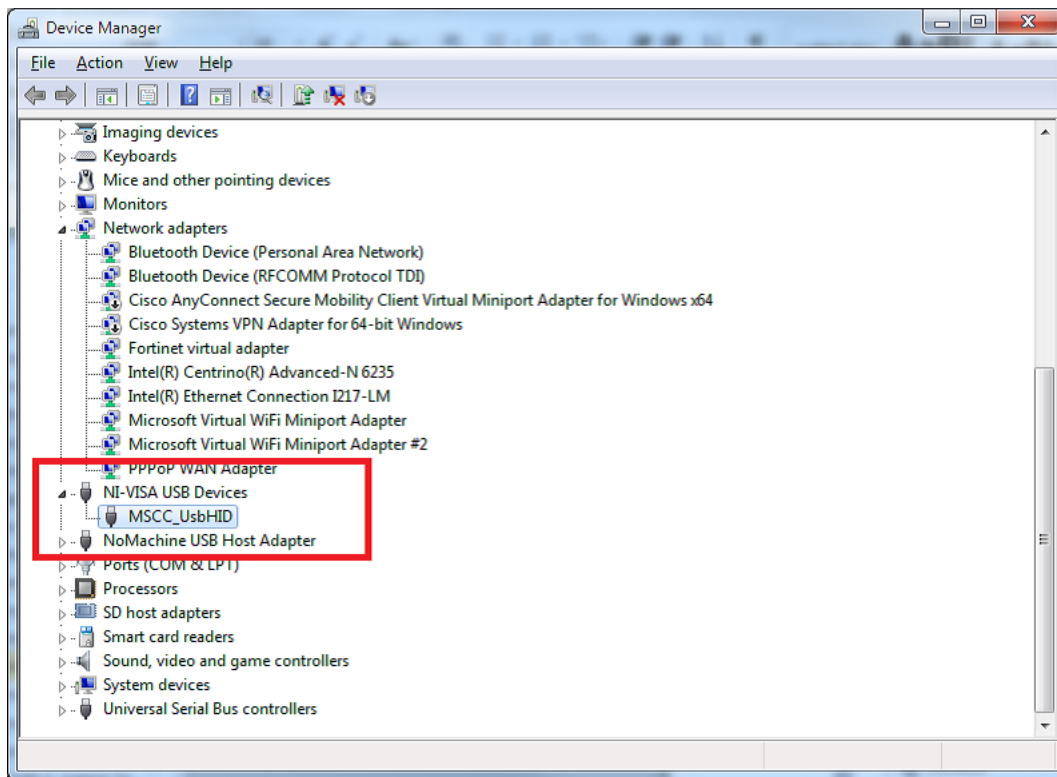 Device Manager
File Action View Help
Imaging devices
Keyboards
Mice and other pointing devices
Monitors
Network adapters
Bluetooth Device (Personal Area Network)
Bluetooth Device (RFCOMM Protocol TDI)
Cisco AnyConnect Secure Mobility Client Virtual Miniport Adapter for Windows x64
Cisco Systems VPN Adapter for 64-bit Windows
Fortinet virtual adapter
Intel(R) Centrino(R) Advanced-N 6235
Intel(R) Ethernet Connection I217-LM
Microsoft Virtual WiFi Miniport Adapter
Microsoft Virtual WiFi Miniport Adapter #2
PPPoP WAN Adapter
NI-VISA USB Devices
MSCC_UsbHID
NoMachine USB Host Adapter
Ports (COM & LPT)
Processors
SD host adapters
Smart card readers
Sound, video and game controllers
System devices
Universal Serial Bus controllers